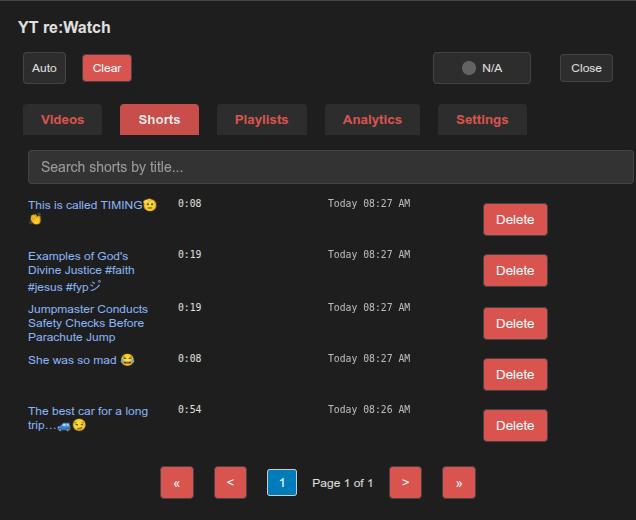 YT re:Watch
Auto Clear N/A Close
Videos Shorts Playlists Analytics Settings
Search shorts by title...
This is called TIMING🫡 0:08 Today 08:27 AM Delete
👏
Examples of God's 0:19 Today 08:27 AM Delete
Divine Justice #faith
#jesus #fypジ
Jumpmaster Conducts 0:19 Today 08:27 AM Delete
Safety Checks Before
Parachute Jump
She was so mad 😂 0:08 Today 08:27 AM Delete
The best car for a long 0:54 Today 08:26 AM Delete
trip…🚙😏
« < 1 Page 1 of 1 > »